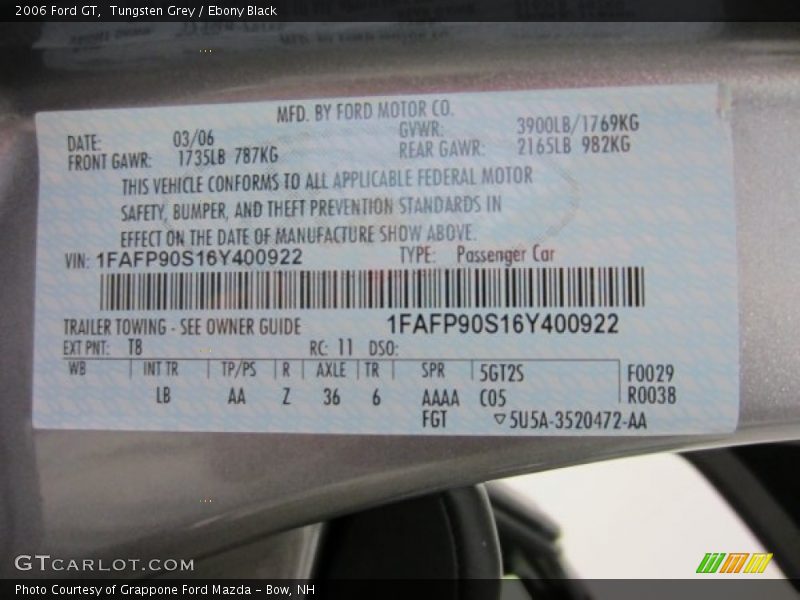 2006 Ford GT,  Tungsten Grey / Ebony Black
MFD. BY FORD MOTOR CO.
DATE: 03/06 GVWR: 3900LB/1769KG
FRONT GAWR: 1735LB 787KG REAR GAWR: 2165LB 982KG
THIS VEHICLE CONFORMS TO ALL APPLICABLE FEDERAL MOTOR
SAFETY, BUMPER, AND THEFT PREVENTION STANDARDS IN
EFFECT ON THE DATE OF MANUFACTURE SHOW ABOVE.
VIN: 1FAFP90S16Y400922 TYPE: Passenger Car
TRAILER TOWING - SEE OWNER GUIDE 1FAFP90S16Y400922
EXT PNT: T8 RC: 11 DSO:
WB INT TR TP/PS R AXLE TR SPR 5GT2S F0029
LB AA Z 36 6 AAAA C05 R0038
FGT ▽5U5A-3520472-AA
GTCARLOT.COM
Photo Courtesy of Grappone Ford Mazda - Bow, NH